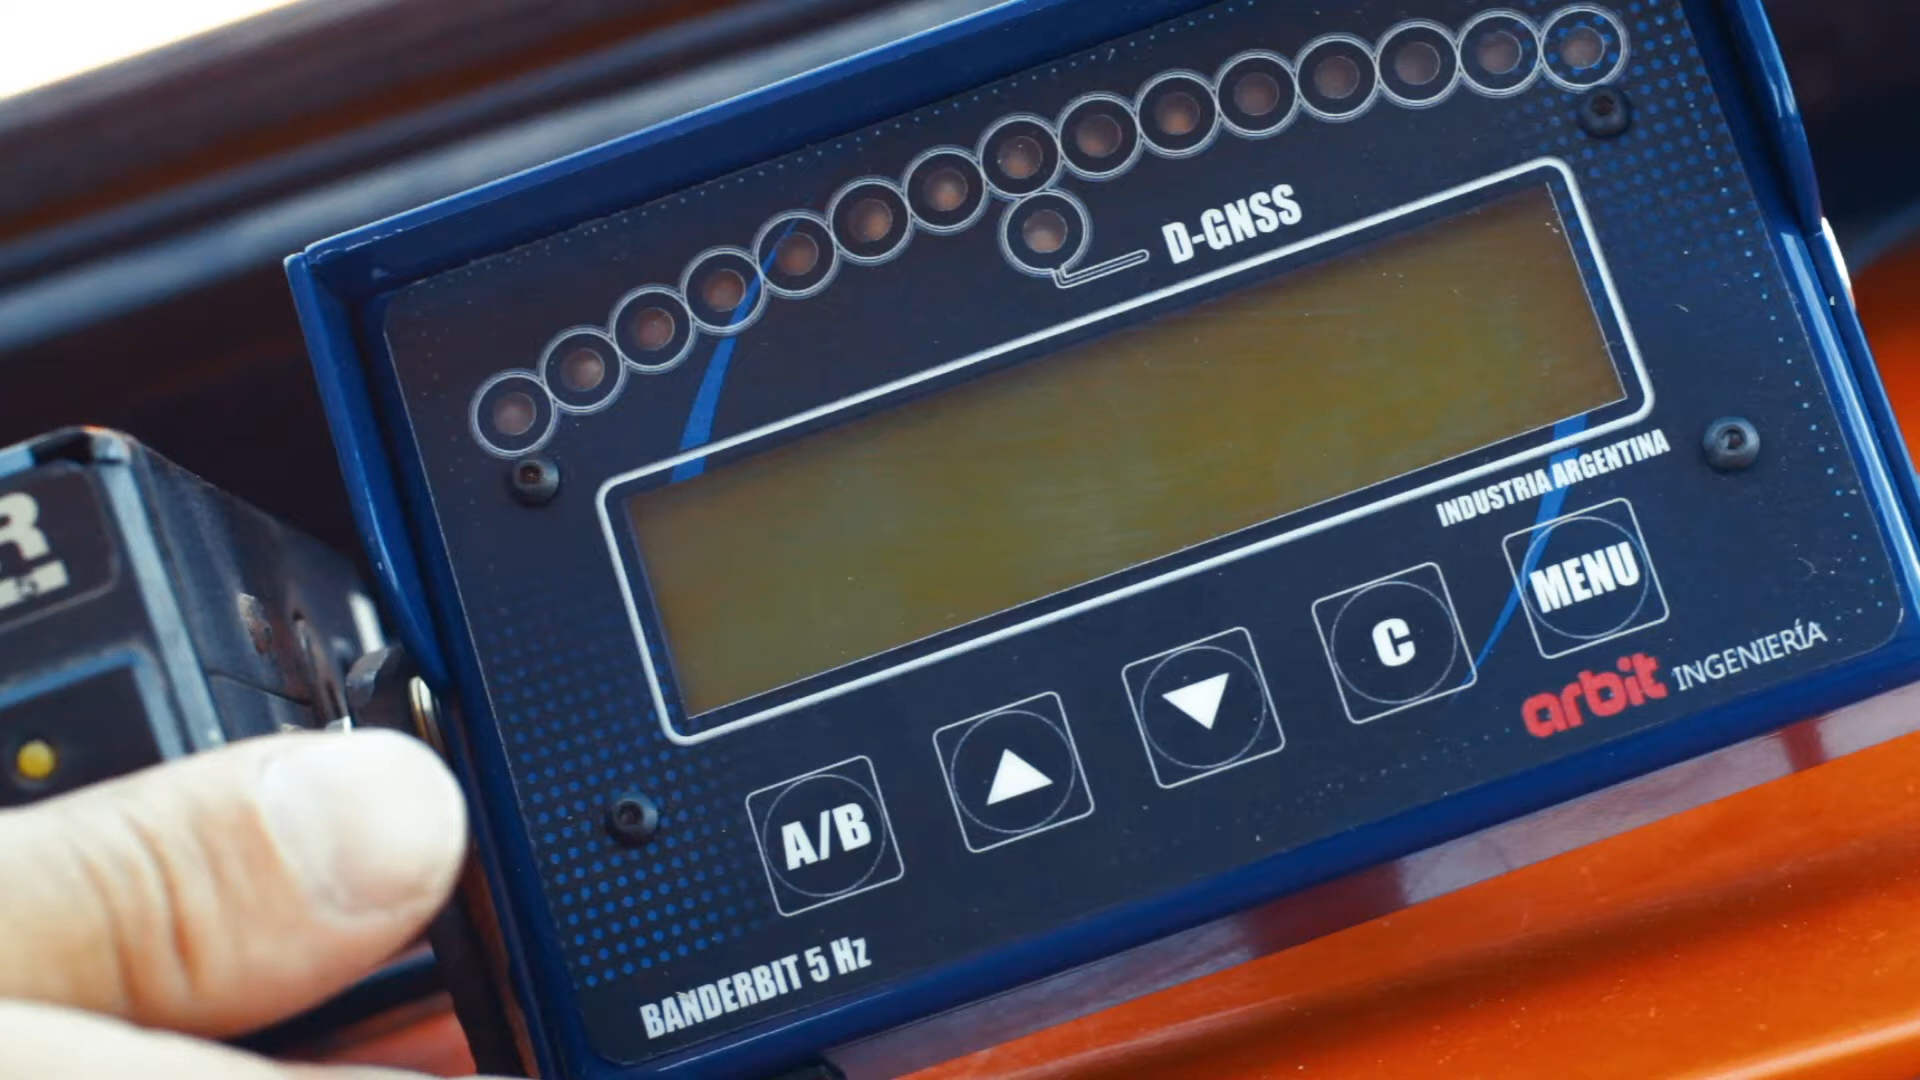 D-GNSS
INDUSTRIA ARGENTINA
A/B
C
MENU
arbit INGENIERÍA
BANDERBIT 5 Hz
R